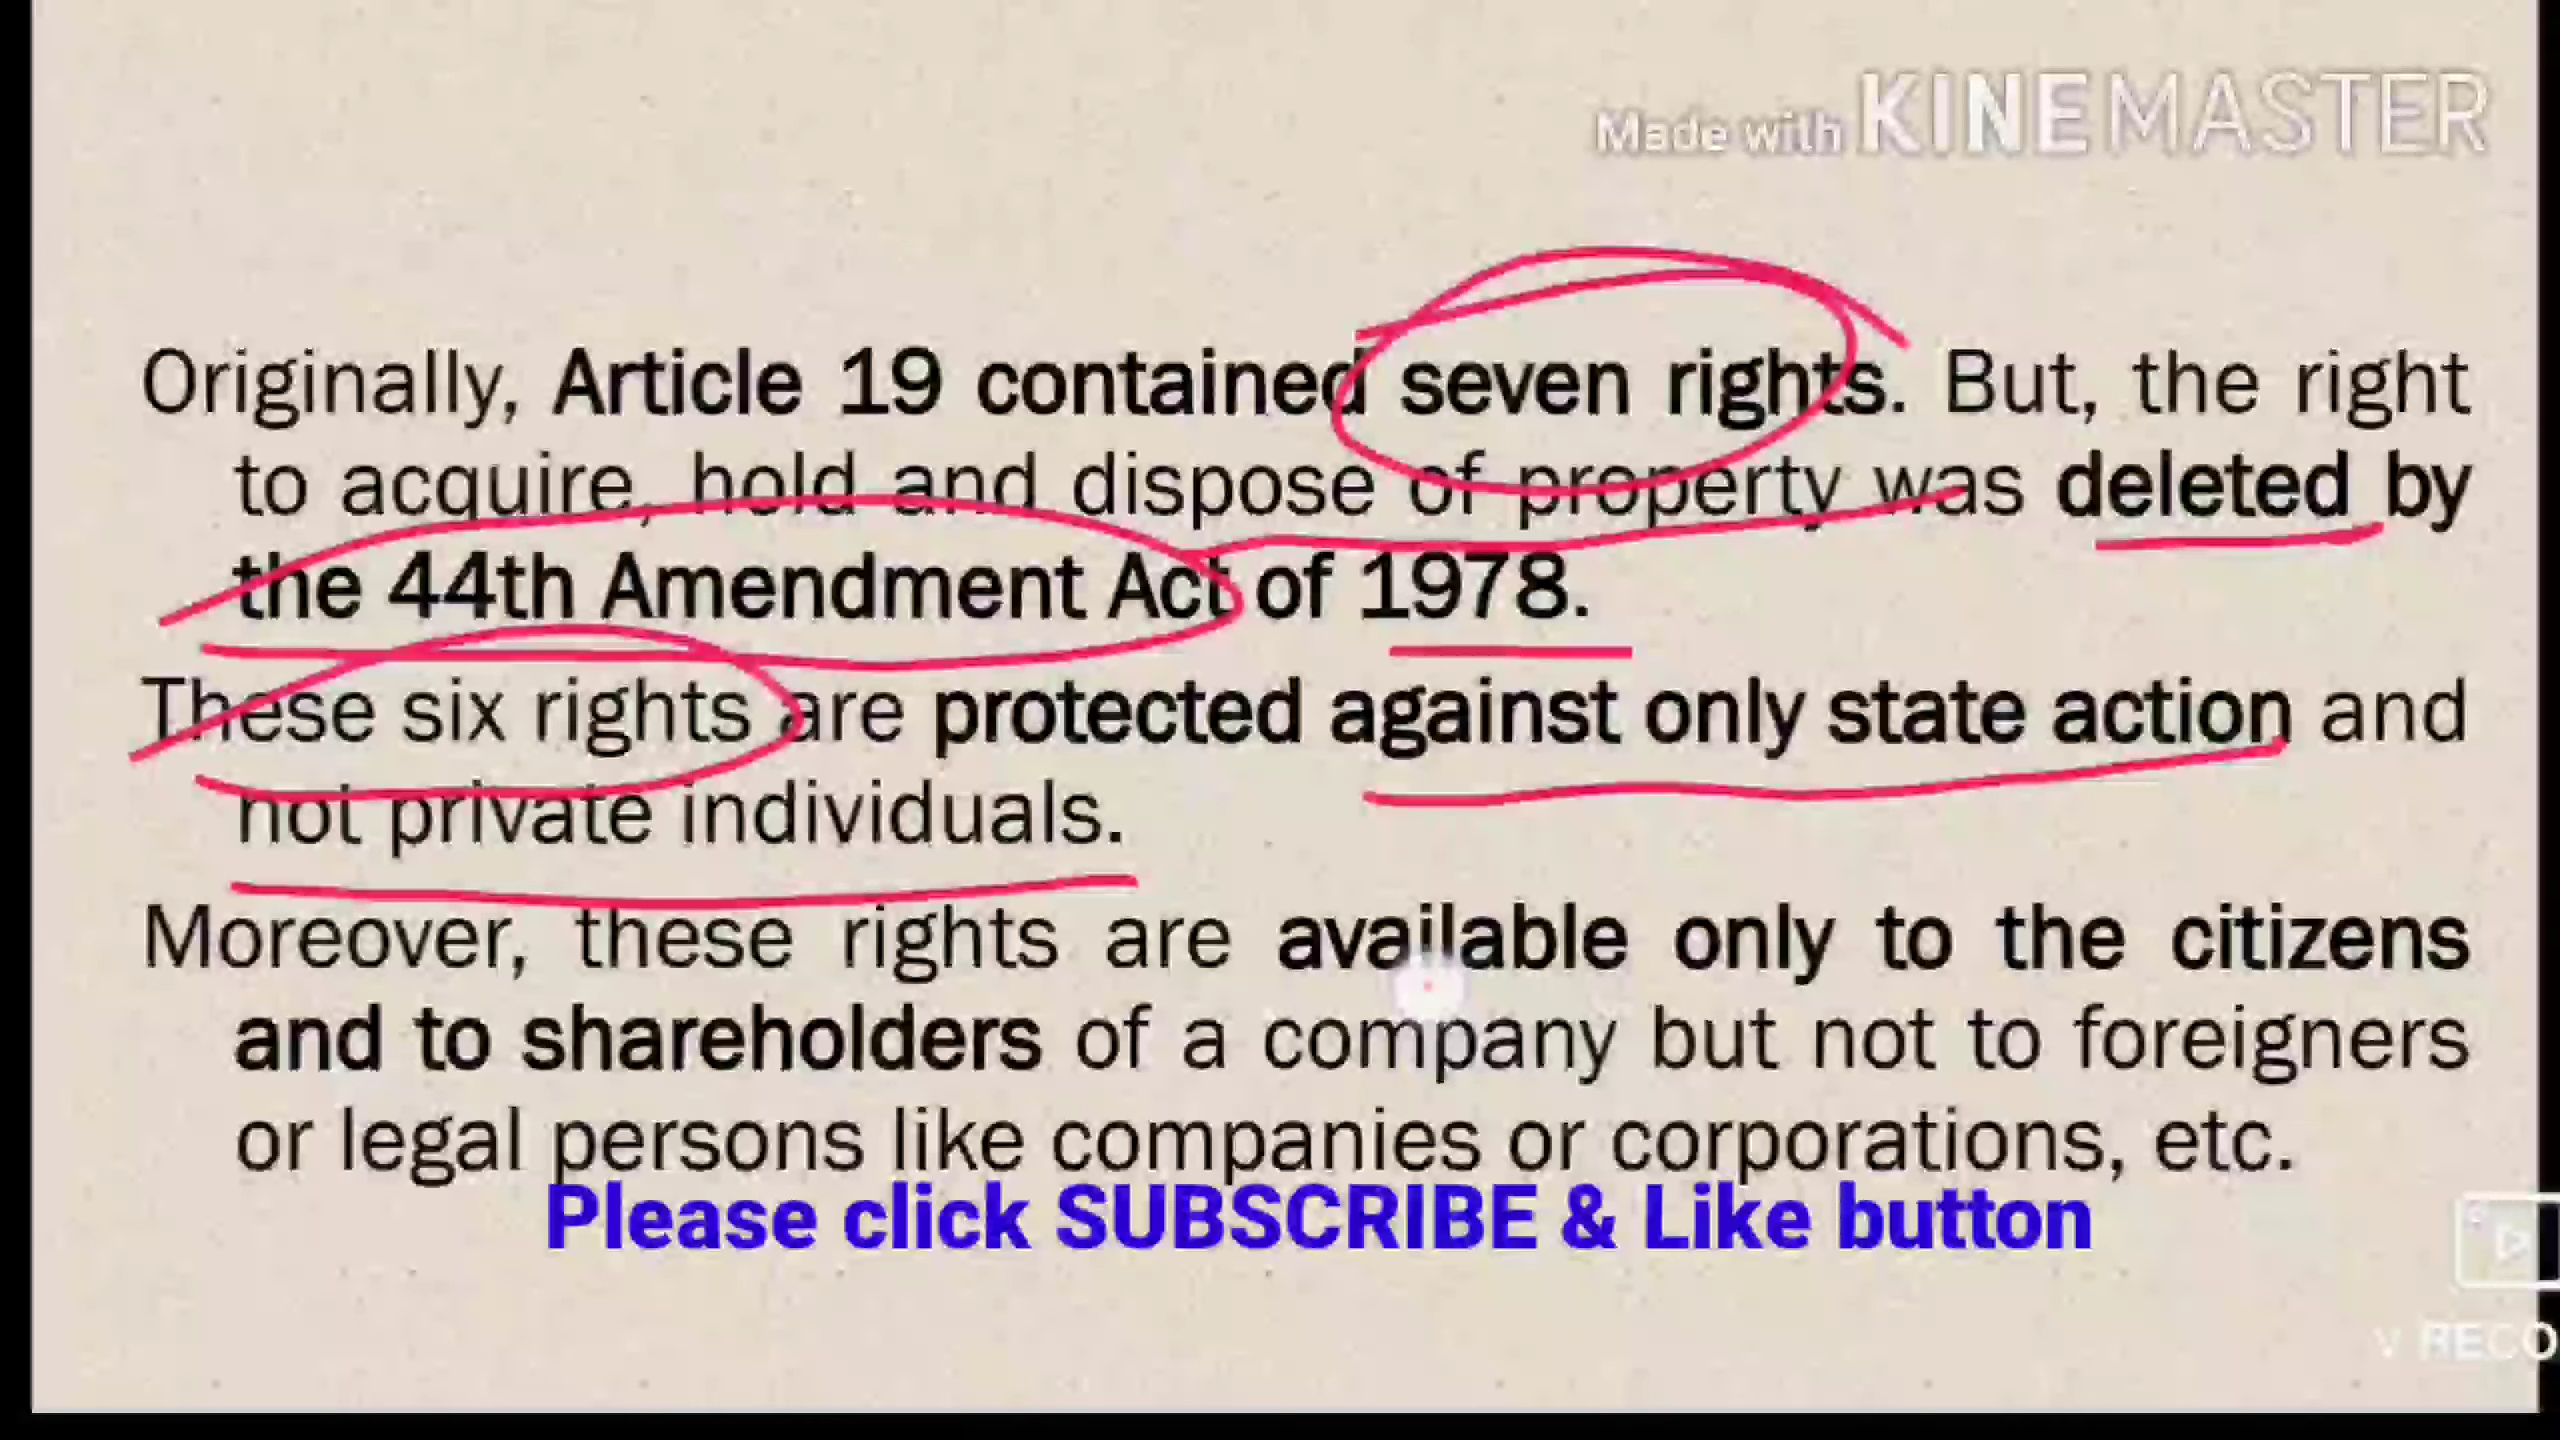 Made with KINEMASTER
Originally, Article 19 contained seven rights. But, the right
to acquire, hold and dispose of property was deleted by
the 44th Amendment Act of 1978.
These six rights are protected against only state action and
not private individuals.
Moreover, these rights are available only to the citizens
and to shareholders of a company but not to foreigners
or legal persons like companies or corporations, etc.
Please click SUBSCRIBE & Like button
V RECO